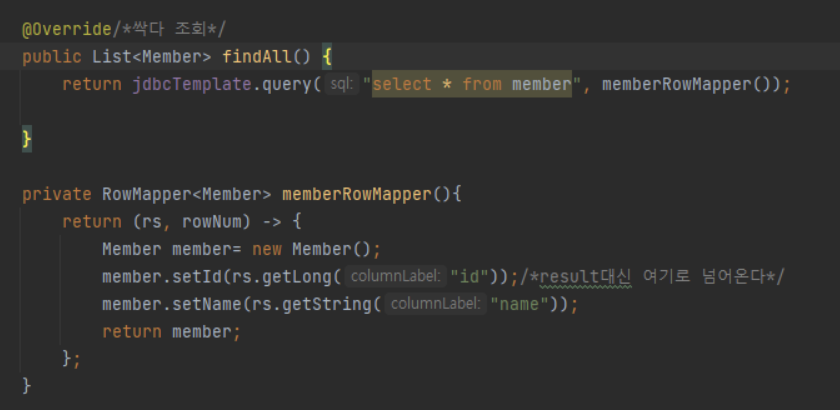 @Override/*싹다 조회*/
public List<Member> findAll() {
    return jdbcTemplate.query( sql: "select * from member", memberRowMapper());
}
private RowMapper<Member> memberRowMapper(){
    return (rs, rowNum) -> {
        Member member= new Member();
        member.setId(rs.getLong( columnLabel: "id"));/*result대신 여기로 넘어온다*/
        member.setName(rs.getString( columnLabel: "name"));
        return member;
    };
}